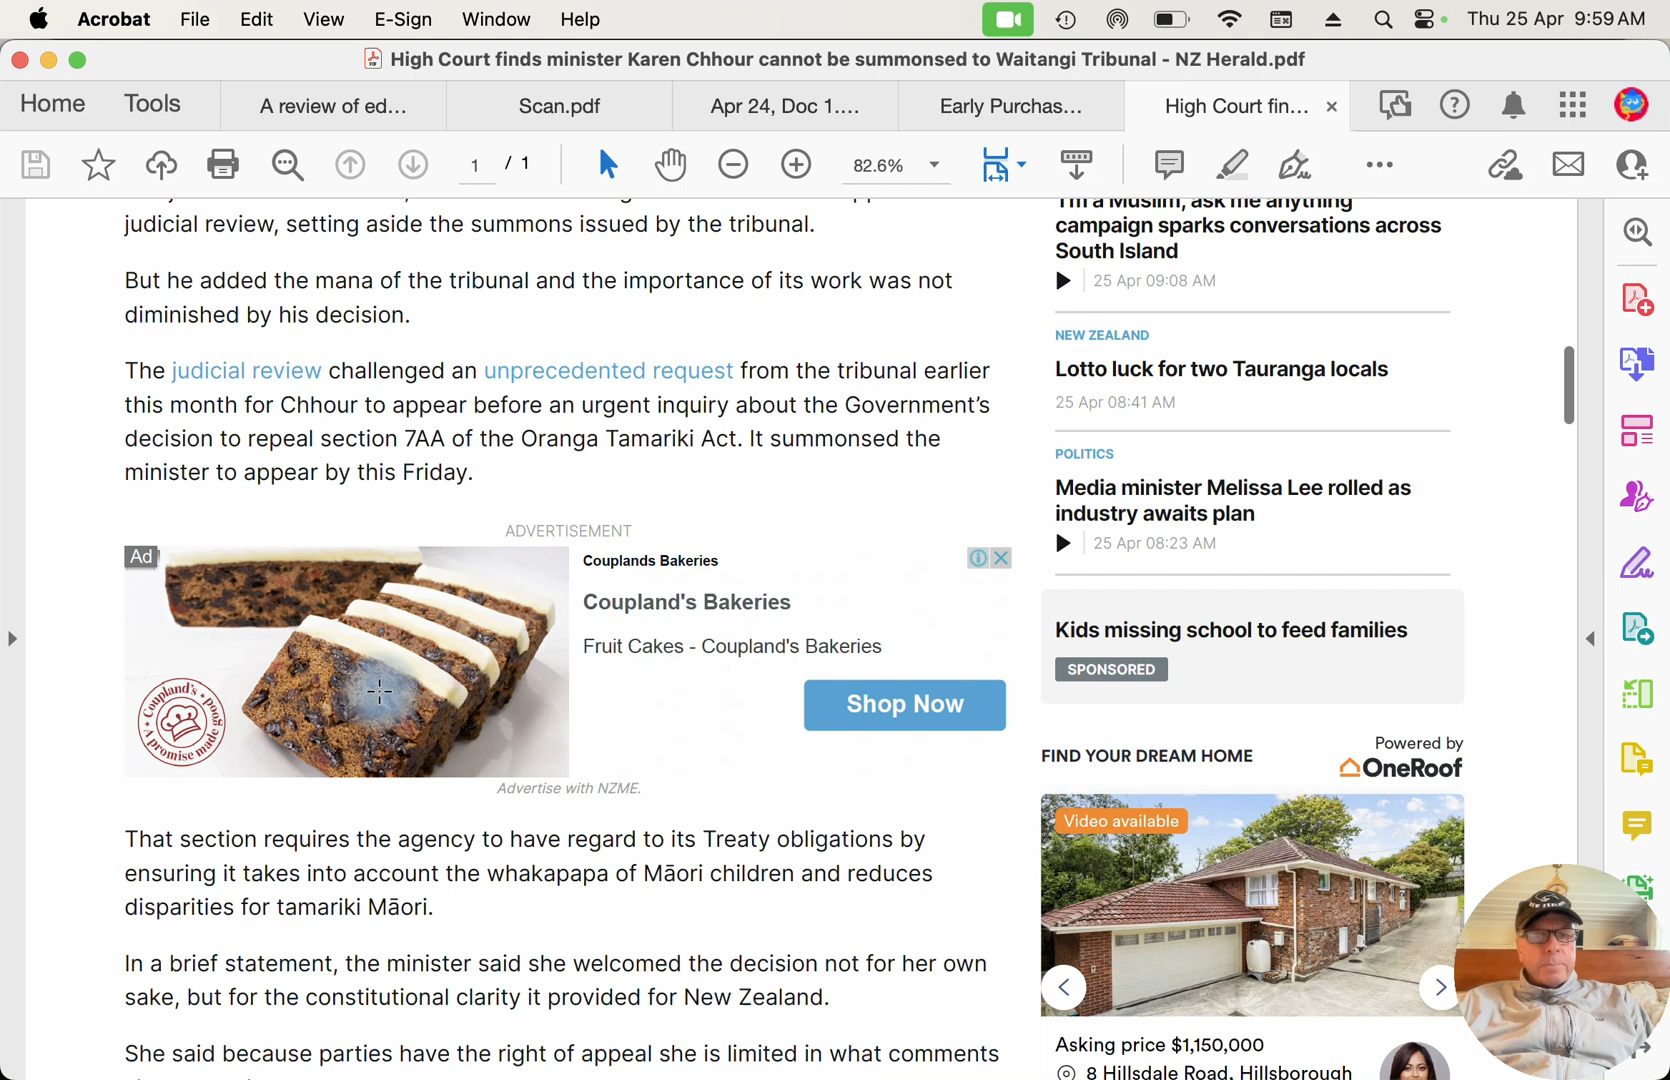 Acrobat File Edit View E-Sign Window Help
Thu 25 Apr 9:59 AM
High Court finds minister Karen Chhour cannot be summonsed to Waitangi Tribunal - NZ Herald.pdf
Home Tools A review of ed... Scan.pdf Apr 24, Doc 1.... Early Purchas... High Court fin... ×
1 / 1 82.6%
judicial review, setting aside the summons issued by the tribunal.
But he added the mana of the tribunal and the importance of its work was not
diminished by his decision.
The judicial review challenged an unprecedented request from the tribunal earlier
this month for Chhour to appear before an urgent inquiry about the Government's
decision to repeal section 7AA of the Oranga Tamariki Act. It summonsed the
minister to appear by this Friday.
ADVERTISEMENT
Ad
Coupland's
A promise made good
Couplands Bakeries
Coupland's Bakeries
Fruit Cakes - Coupland's Bakeries
Shop Now
Advertise with NZME.
That section requires the agency to have regard to its Treaty obligations by
ensuring it takes into account the whakapapa of Māori children and reduces
disparities for tamariki Māori.
In a brief statement, the minister said she welcomed the decision not for her own
sake, but for the constitutional clarity it provided for New Zealand.
She said because parties have the right of appeal she is limited in what comments
I'm a Muslim, ask me anything
campaign sparks conversations across
South Island
25 Apr 09:08 AM
NEW ZEALAND
Lotto luck for two Tauranga locals
25 Apr 08:41 AM
POLITICS
Media minister Melissa Lee rolled as
industry awaits plan
25 Apr 08:23 AM
Kids missing school to feed families
SPONSORED
FIND YOUR DREAM HOME
Powered by
OneRoof
Video available
Asking price $1,150,000
8 Hillsdale Road, Hillsborough
NEW ZEALAND